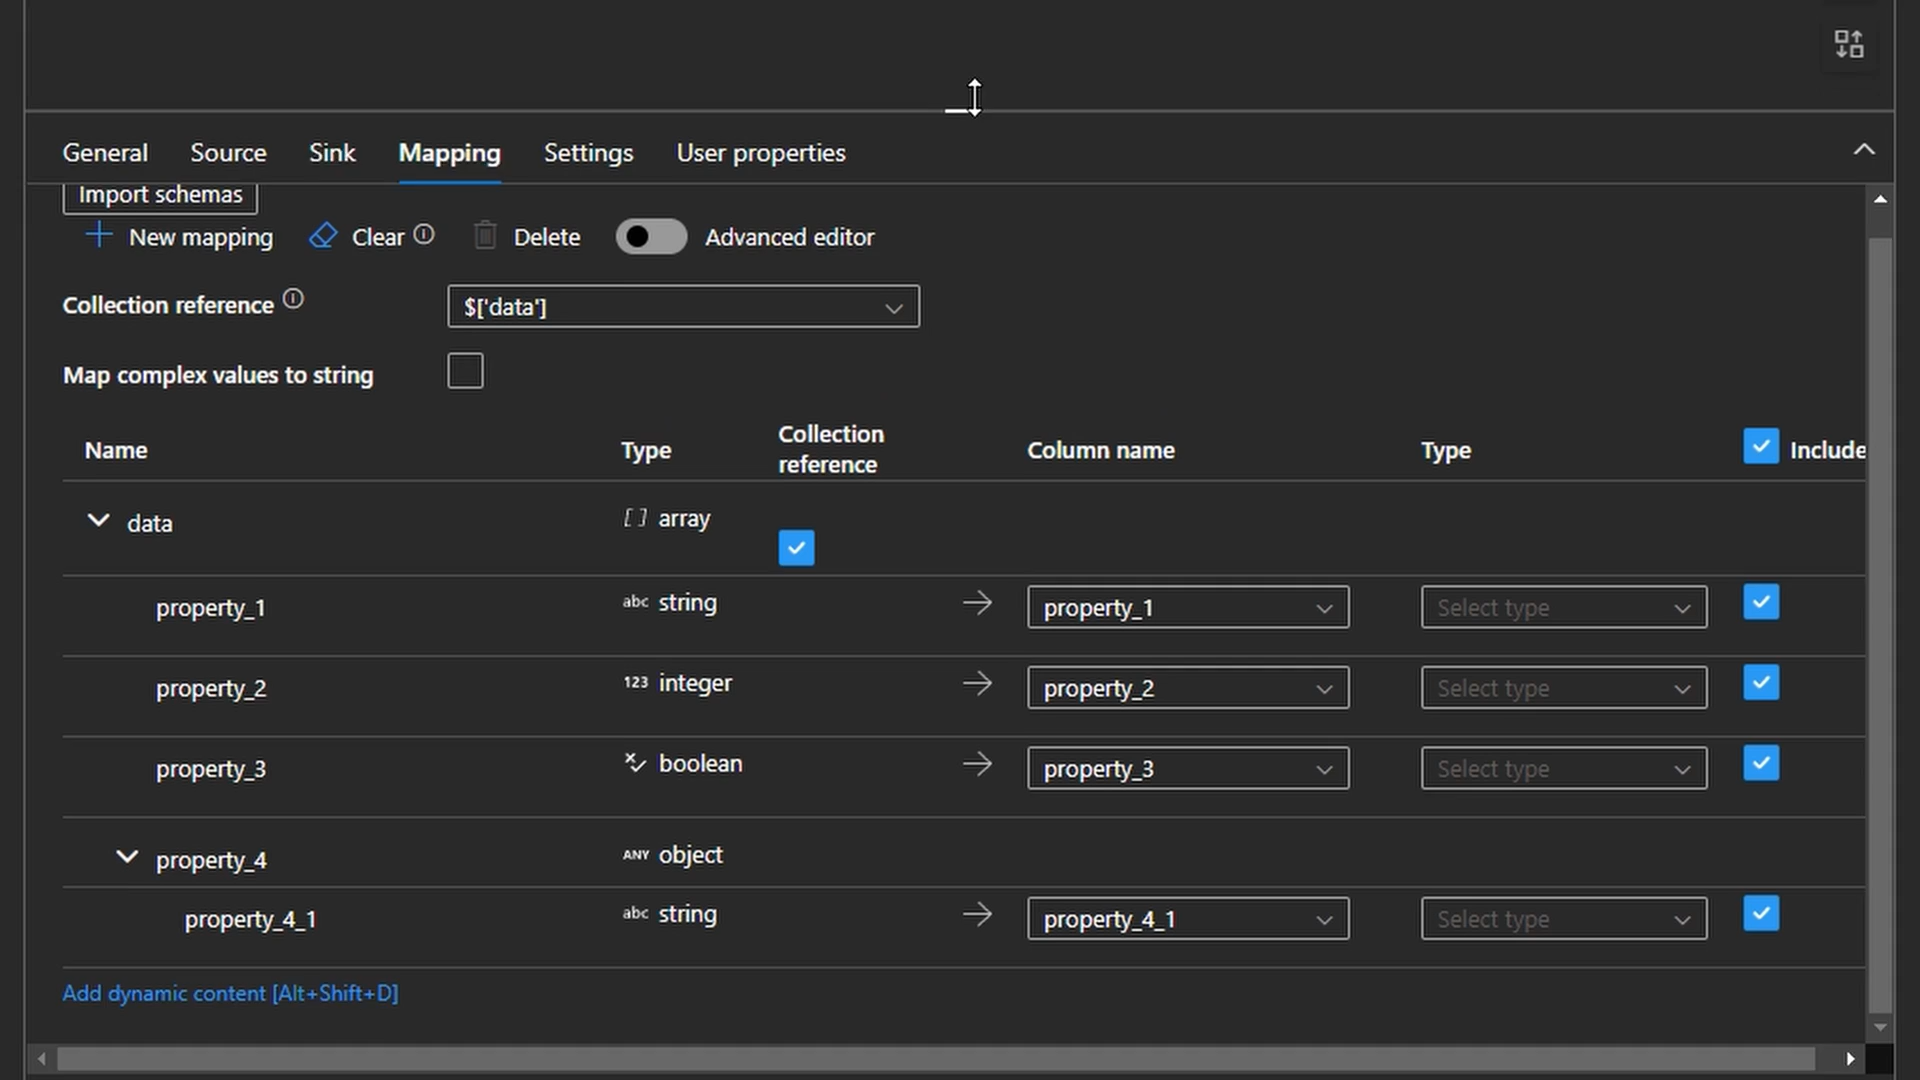 General Source Sink Mapping Settings User properties
Import schemas
New mapping Clear Delete Advanced editor
Collection reference $['data']
Map complex values to string
Name Type Collection reference Column name Type Include
data [ ] array
property_1 abc string property_1 Select type
property_2 123 integer property_2 Select type
property_3 boolean property_3 Select type
property_4 ANY object
property_4_1 abc string property_4_1 Select type
Add dynamic content [Alt+Shift+D]